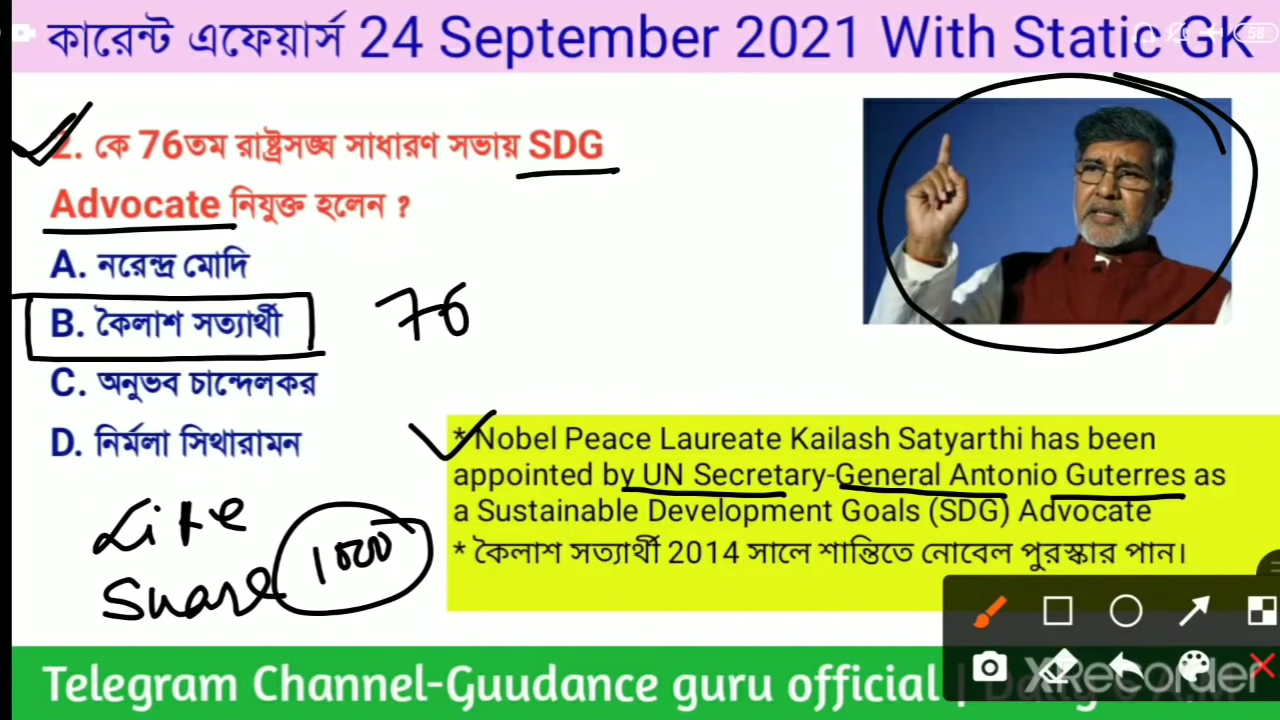 কারেন্ট এফেয়ার্স 24 September 2021 With Static GK
58
2. কে 76তম রাষ্ট্রসঙ্ঘ সাধারণ সভায় SDG
Advocate নিযুক্ত হলেন ?
A. নরেন্দ্র মোদি
B. কৈলাশ সত্যার্থী
76
C. অনুভব চান্দেলকর
D. নির্মলা সিথারামন
* Nobel Peace Laureate Kailash Satyarthi has been
appointed by UN Secretary-General Antonio Guterres as
a Sustainable Development Goals (SDG) Advocate
* কৈলাশ সত্যার্থী 2014 সালে শান্তিতে নোবেল পুরস্কার পান।
Like
Share 1000
Telegram Channel-Guudance guru official |
XRecorder